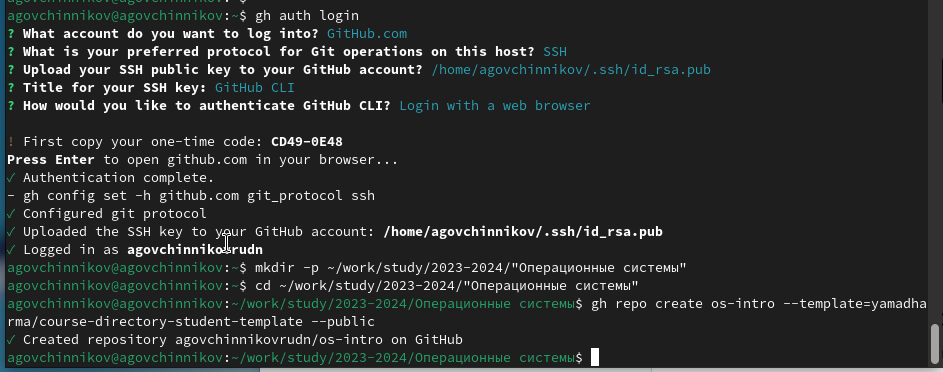 agovchinnikov@agovchinnikov:~$ gh auth login
? What account do you want to log into? GitHub.com
? What is your preferred protocol for Git operations on this host? SSH
? Upload your SSH public key to your GitHub account? /home/agovchinnikov/.ssh/id_rsa.pub
? Title for your SSH key: GitHub CLI
? How would you like to authenticate GitHub CLI? Login with a web browser
! First copy your one-time code: CD49-0E48
Press Enter to open github.com in your browser...
✓ Authentication complete.
- gh config set -h github.com git_protocol ssh
✓ Configured git protocol
✓ Uploaded the SSH key to your GitHub account: /home/agovchinnikov/.ssh/id_rsa.pub
✓ Logged in as agovchinnikovrudn
agovchinnikov@agovchinnikov:~$ mkdir -p ~/work/study/2023-2024/"Операционные системы"
agovchinnikov@agovchinnikov:~$ cd ~/work/study/2023-2024/"Операционные системы"
agovchinnikov@agovchinnikov:~/work/study/2023-2024/Операционные системы$ gh repo create os-intro --template=yamadha
rma/course-directory-student-template --public
✓ Created repository agovchinnikovrudn/os-intro on GitHub
agovchinnikov@agovchinnikov:~/work/study/2023-2024/Операционные системы$